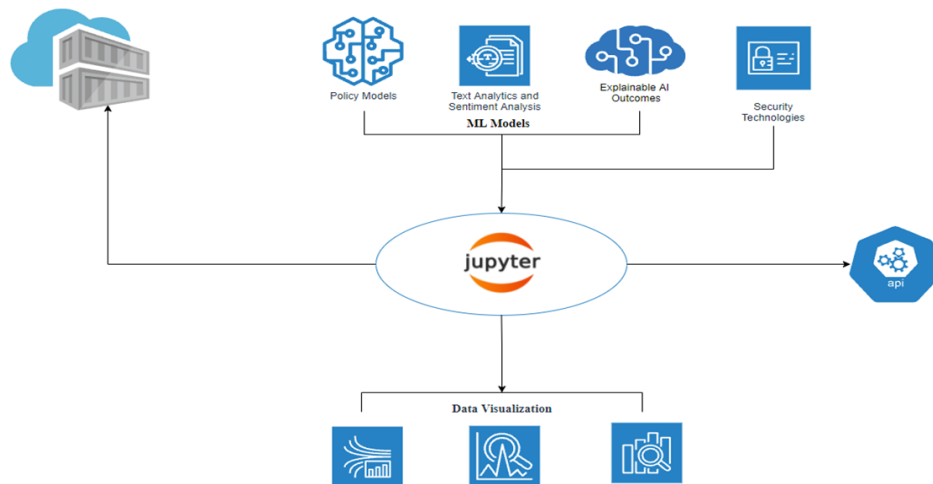 Policy Models
Text Analytics and
Sentiment Analysis
Explainable AI
Outcomes
Security
Technologies
ML Models
jupyter
api
Data Visualization